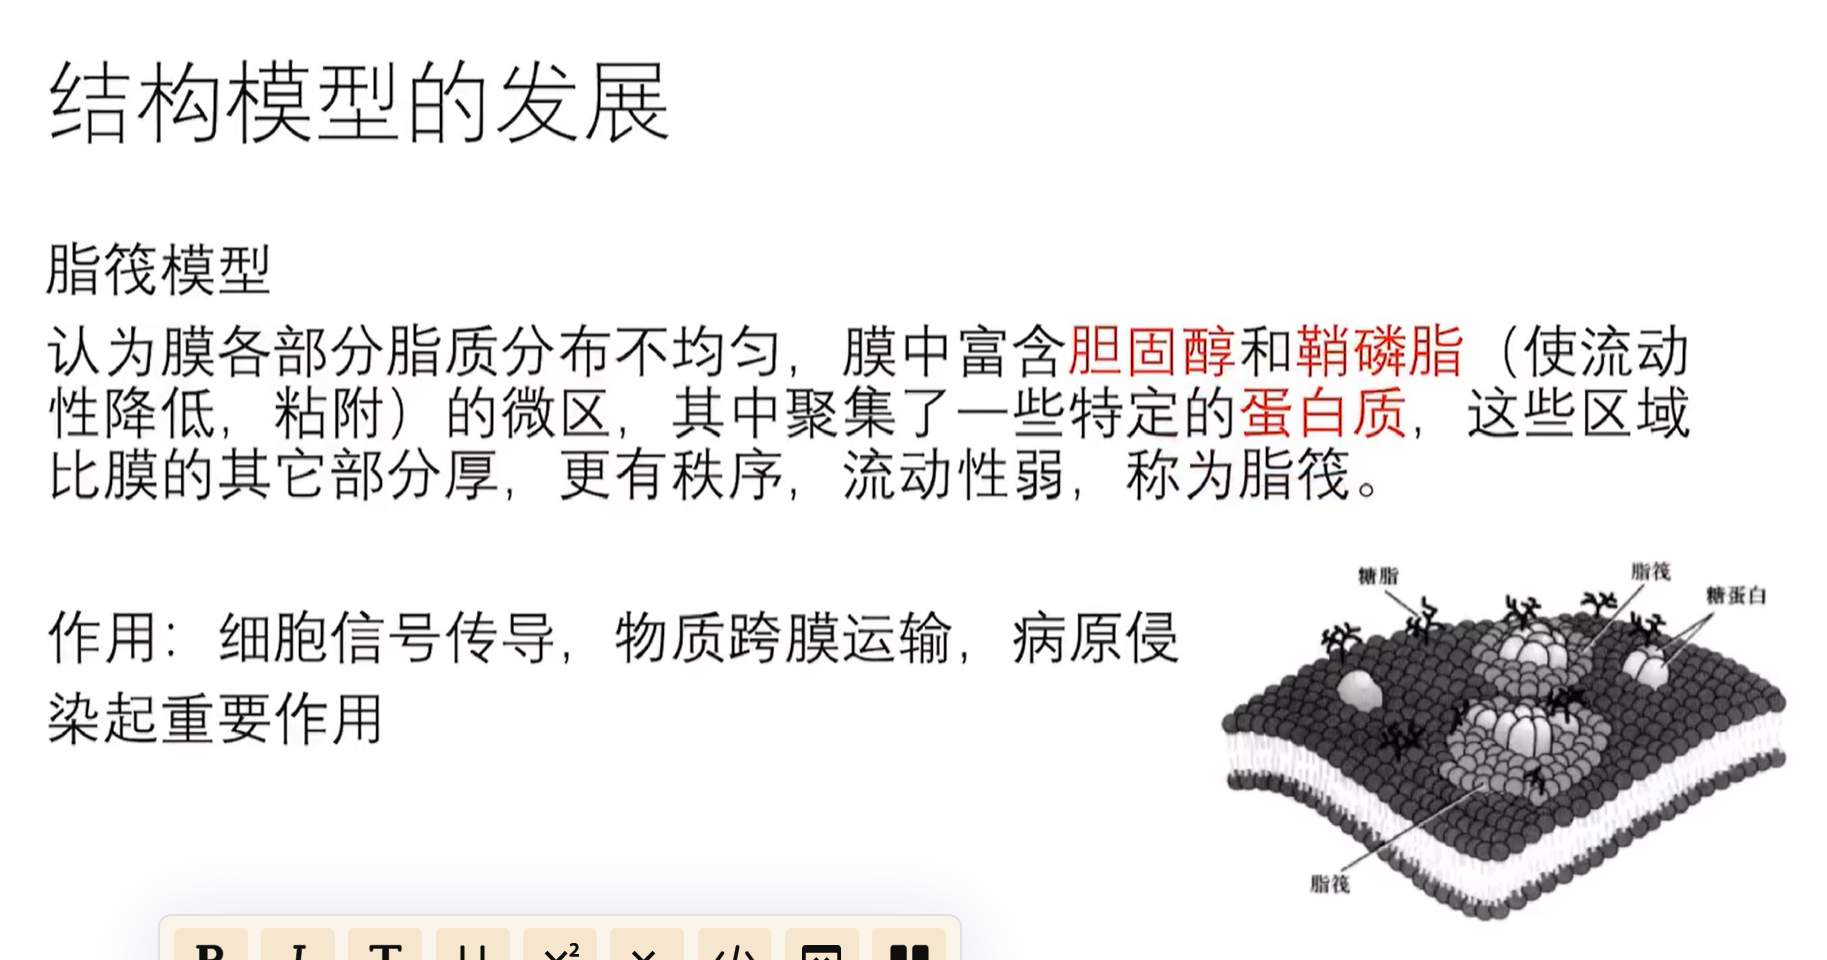 结构模型的发展
脂筏模型
认为膜各部分脂质分布不均匀，膜中富含胆固醇和鞘磷脂（使流动
性降低，粘附）的微区，其中聚集了一些特定的蛋白质，这些区域
比膜的其它部分厚，更有秩序，流动性弱，称为脂筏。
作用：细胞信号传导，物质跨膜运输，病原侵
染起重要作用
糖脂
脂筏
糖蛋白
脂筏
B I T U x²